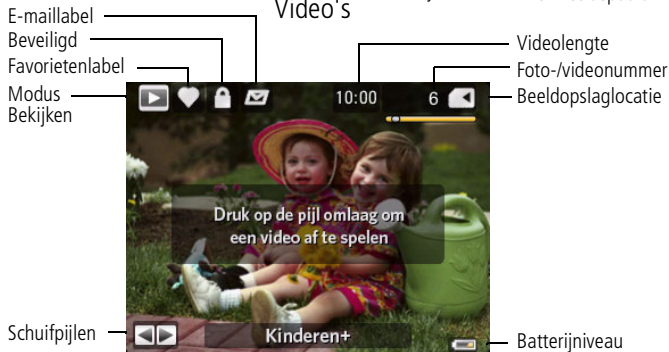 Video's
E-maillabel
Beveiligd
Favorietenlabel
Modus
Bekijken
Videolengte
Foto-/videonummer
Beeldopslaglocatie
10:00
6
Druk op de pijl omlaag om
een video af te spelen
Schuifpijlen
Kinderen+
Batterijniveau